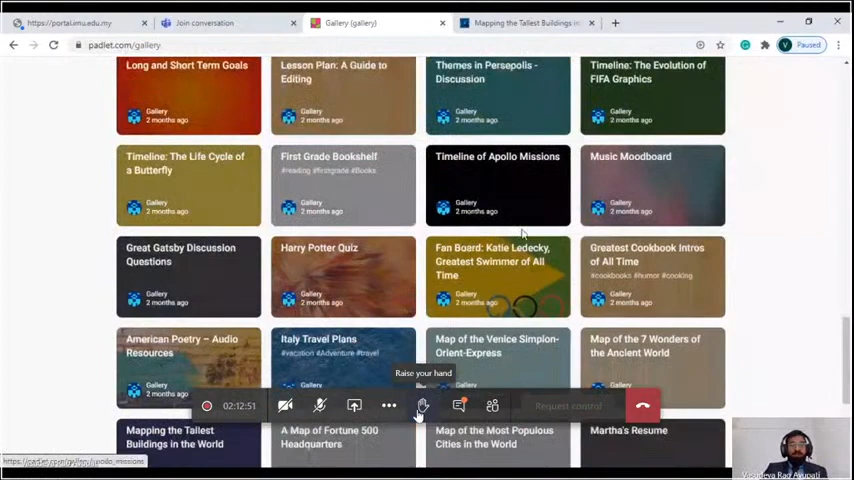 https://portal.imu.edu.my
Join conversation
Gallery (gallery)
Mapping the Tallest Buildings in
padlet.com/gallery
Paused
Long and Short Term Goals
Gallery
2 months ago
Lesson Plan: A Guide to
Editing
Gallery
2 months ago
Themes in Persepolis -
Discussion
Gallery
2 months ago
Timeline: The Evolution of
FIFA Graphics
Gallery
2 months ago
Timeline: The Life Cycle of
a Butterfly
Gallery
2 months ago
First Grade Bookshelf
#reading #firstgrade #Books
Gallery
2 months ago
Timeline of Apollo Missions
Gallery
2 months ago
Music Moodboard
Gallery
2 months ago
Great Gatsby Discussion
Questions
Gallery
2 months ago
Harry Potter Quiz
Gallery
2 months ago
Fan Board: Katie Ledecky,
Greatest Swimmer of All
Time
Gallery
2 months ago
Greatest Cookbook Intros
of All Time
#cookbooks #humor #cooking
Gallery
2 months ago
American Poetry – Audio
Resources
Gallery
2 months ago
Italy Travel Plans
#vacation #Adventure #travel
Gallery
Map of the Venice Simplon-
Orient-Express
Gallery
Map of the 7 Wonders of
the Ancient World
Gallery
Raise your hand
02:12:51
Request control
Mapping the Tallest
Buildings in the World
A Map of Fortune 500
Headquarters
Map of the Most Populous
Cities in the World
Martha's Resume
Vasudeva Rao Avupati